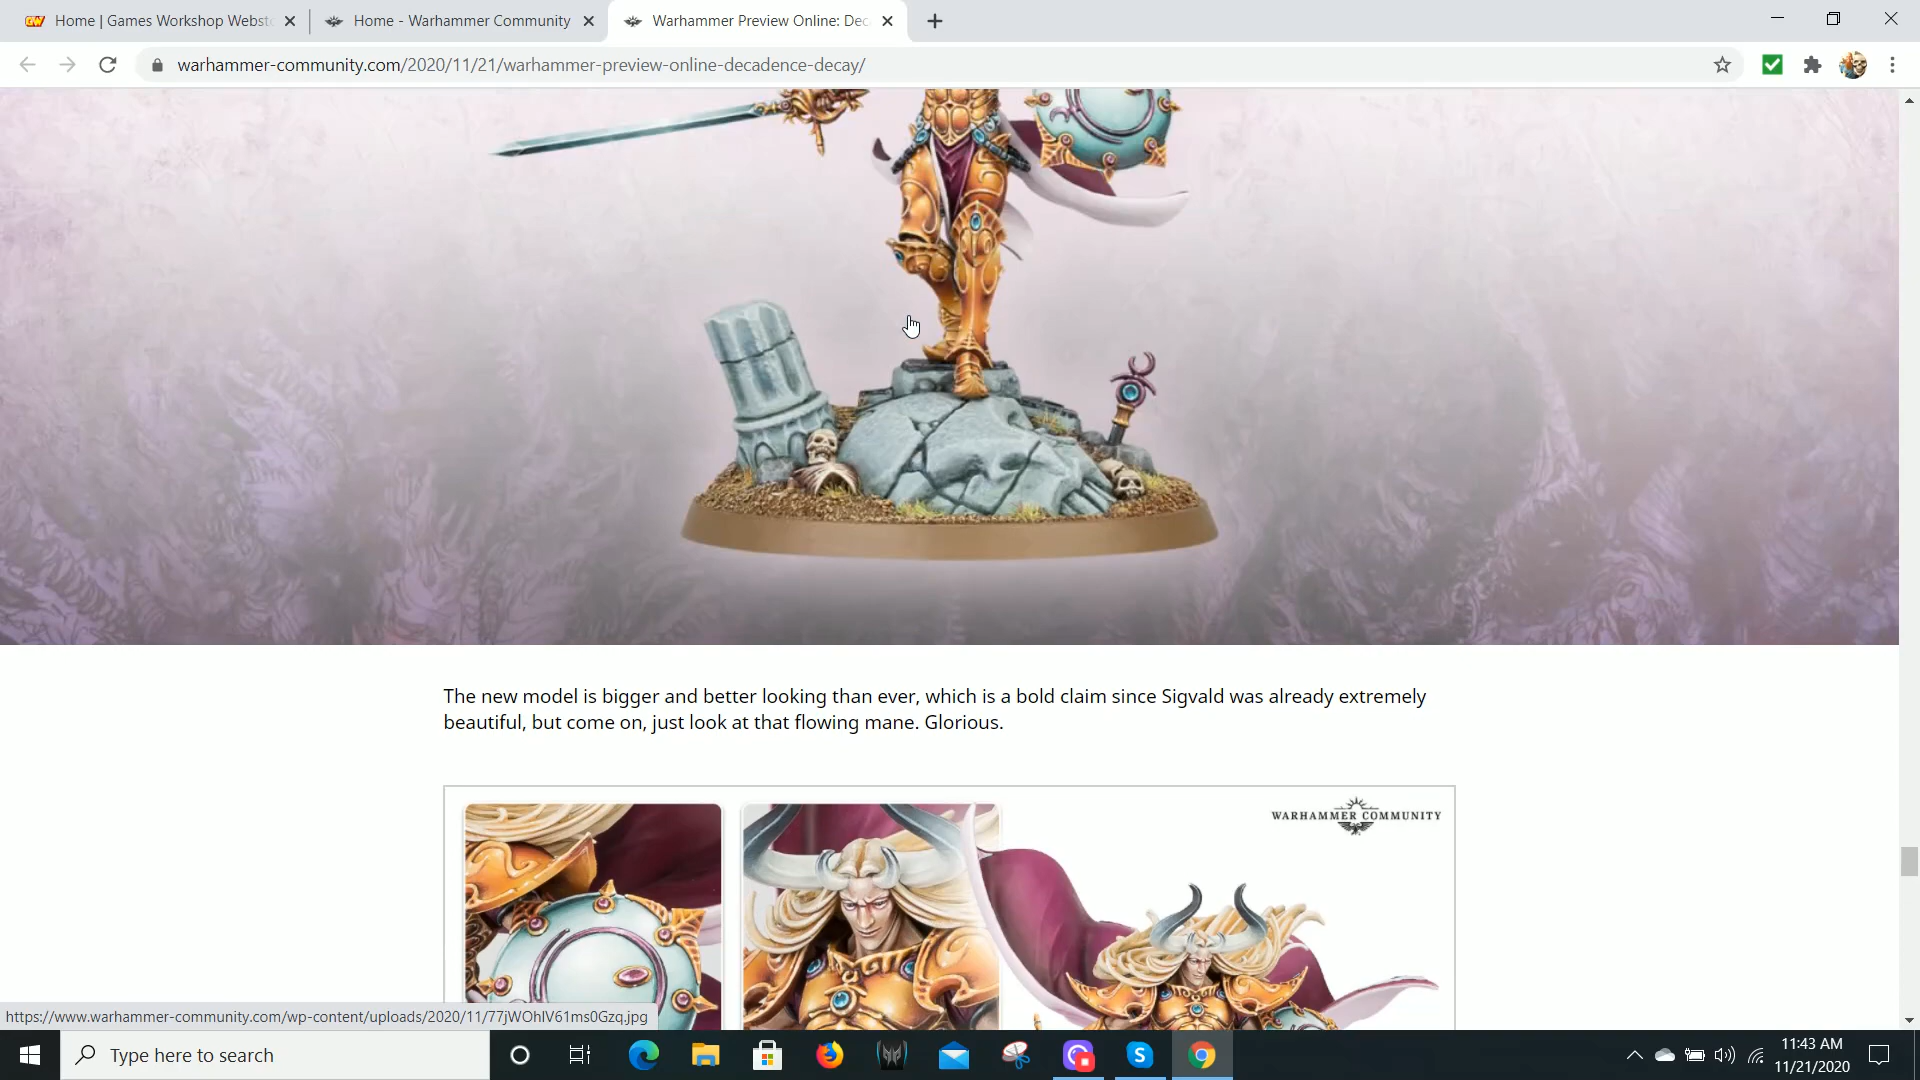 Home | Games Workshop Webst
Home - Warhammer Community
Warhammer Preview Online: Dec
warhammer-community.com/2020/11/21/warhammer-preview-online-decadence-decay/
The new model is bigger and better looking than ever, which is a bold claim since Sigvald was already extremely
beautiful, but come on, just look at that flowing mane. Glorious.
WARHAMMER COMMUNITY
https://www.warhammer-community.com/wp-content/uploads/2020/11/77jWOhIV61ms0Gzq.jpg
Type here to search
11:43 AM
11/21/2020